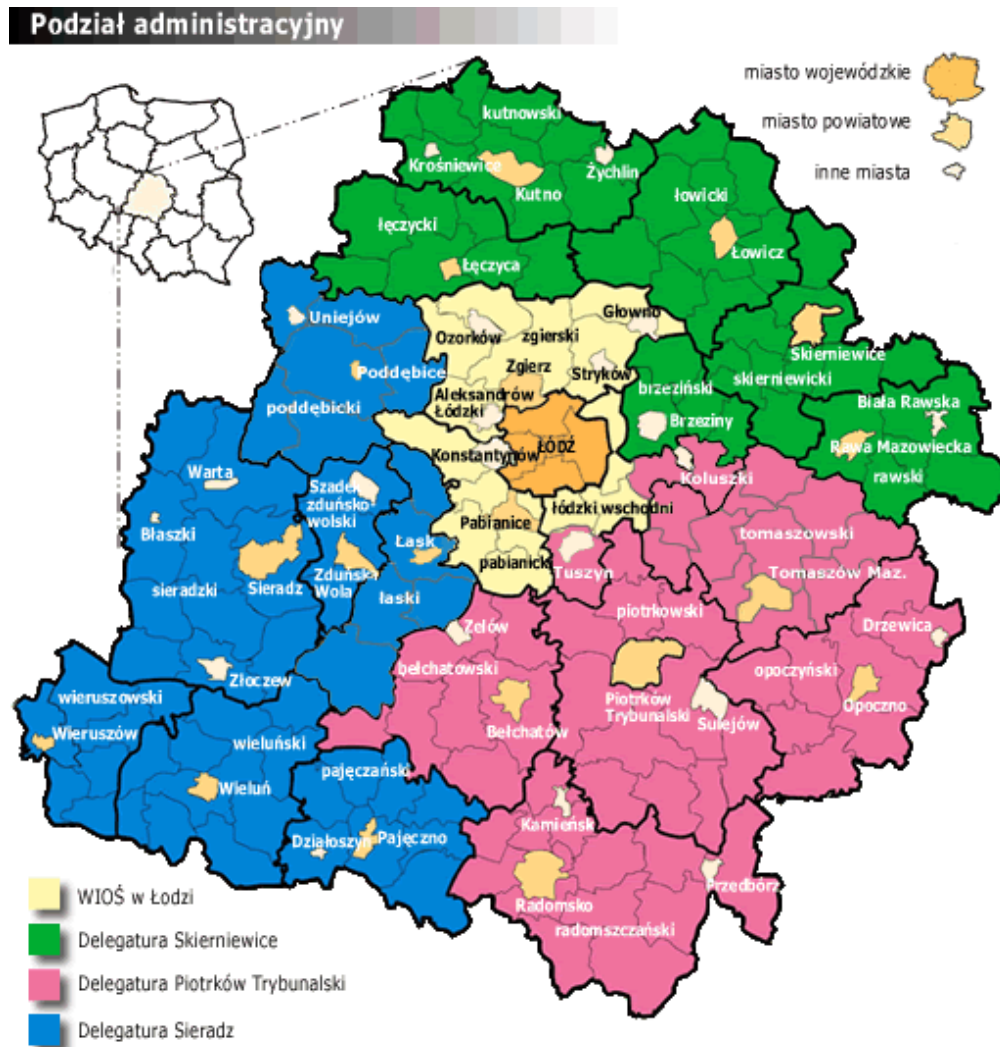 Podział administracyjny
miasto wojewódzkie
miasto powiatowe
inne miasta
kutnowski
Krośniewice
Kutno
Żychlin
łowicki
łęczycki
Łowicz
Łęczyca
Uniejów
Ozorków
zgierski
Głowno
Skierniewice
Poddębice
Zgierz
Stryków
brzeziński
skierniewicki
poddębicki
Aleksandrów
Łódzki
Brzeziny
Biała Rawska
Konstantynów
ŁÓDŹ
Rawa Mazowiecka
rawski
Warta
Szadek
zduńsko-
wolski
Koluszki
Błaszki
Łask
Pabianice
łódzki wschodni
tomaszowski
sieradzki
Sieradz
Zduńska
Wola
łaski
pabianick
Tuszyn
Tomaszów Maz.
piotrkowski
Drzewica
Zelów
bełchatowski
opoczyński
Złoczew
Opoczno
wieruszowski
Wieruszów
wieluński
Bełchatów
Piotrków
Trybunalski
Sulejów
Wieluń
pajęczański
Działoszyn
Pajęczno
Kamieńsk
Radomsko
Przedbórz
radomszczański
WIOŚ w Łodzi
Delegatura Skierniewice
Delegatura Piotrków Trybunalski
Delegatura Sieradz